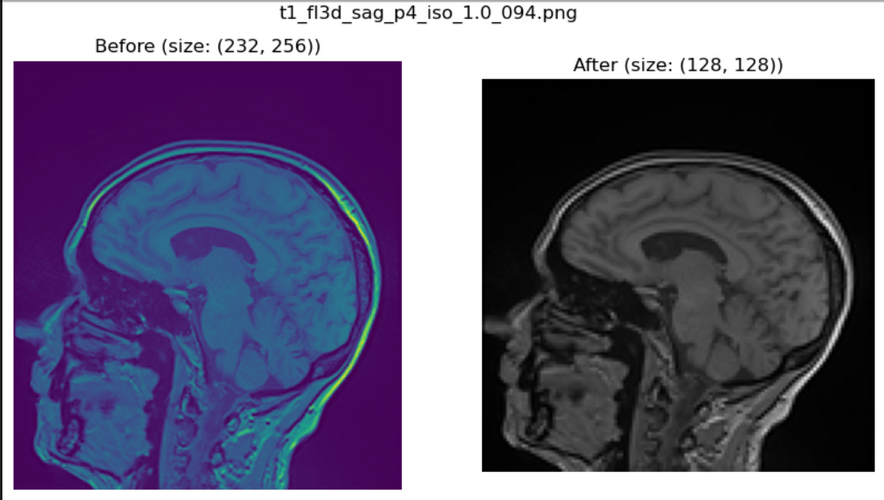 t1_fl3d_sag_p4_iso_1.0_094.png
Before (size: (232, 256))
After (size: (128, 128))